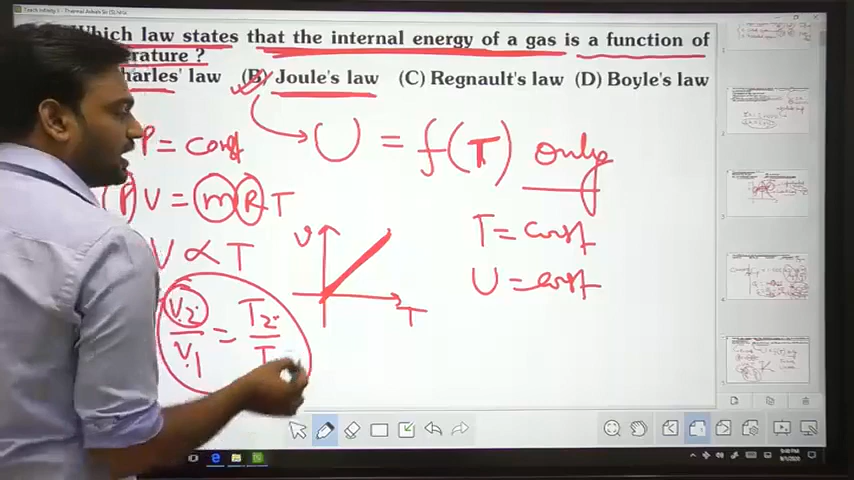 Which law states that the internal energy of a gas is a function of
erature ?
harles' law (B) Joule's law (C) Regnault's law (D) Boyle's law
P = const U = f(T) only
(P) V = m R T
V ∝ T
V T
T = const
U = const
V2/V1 = T2/T